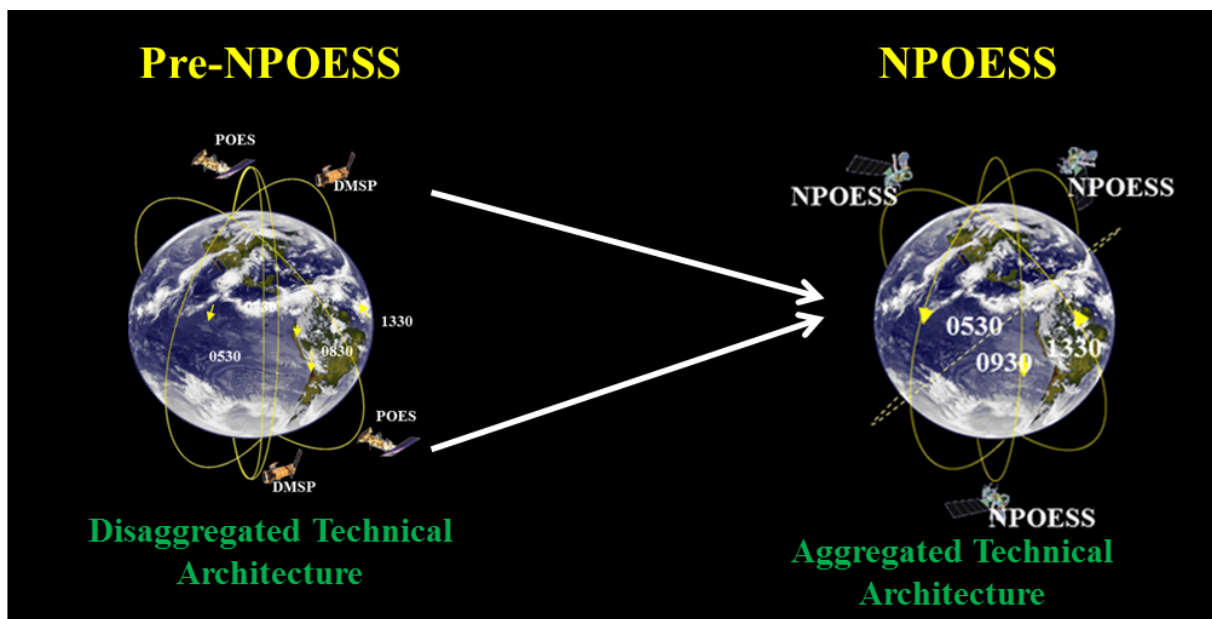 Pre-NPOESS
NPOESS
POES
DMSP
1330
0530
0830
POES
DMSP
Disaggregated Technical
Architecture
NPOESS
NPOESS
0530
0930
1330
NPOESS
Aggregated Technical
Architecture